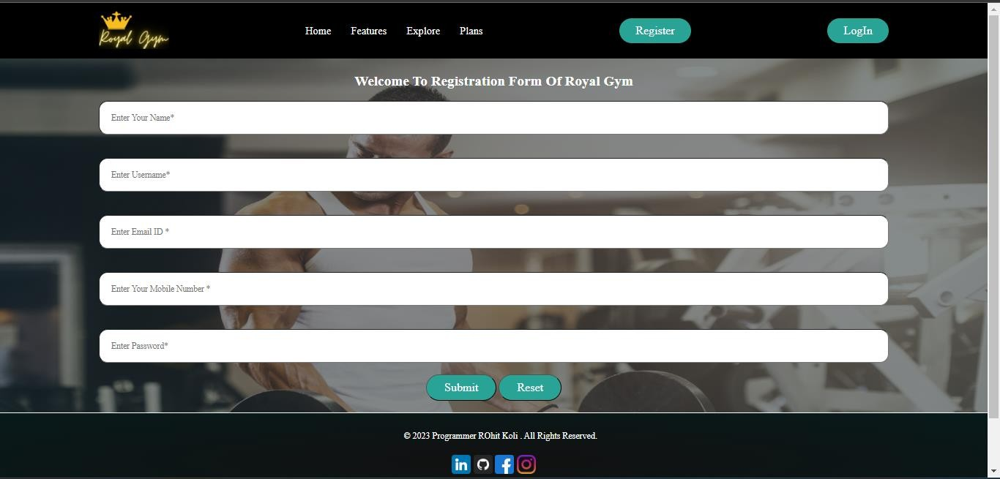 Royal Gym
Home Features Explore Plans Register LogIn
Welcome To Registration Form Of Royal Gym
Enter Your Name*
Enter Username*
Enter Email ID *
Enter Your Mobile Number *
Enter Password*
Submit Reset
© 2023 Programmer ROhit Koli . All Rights Reserved.
in